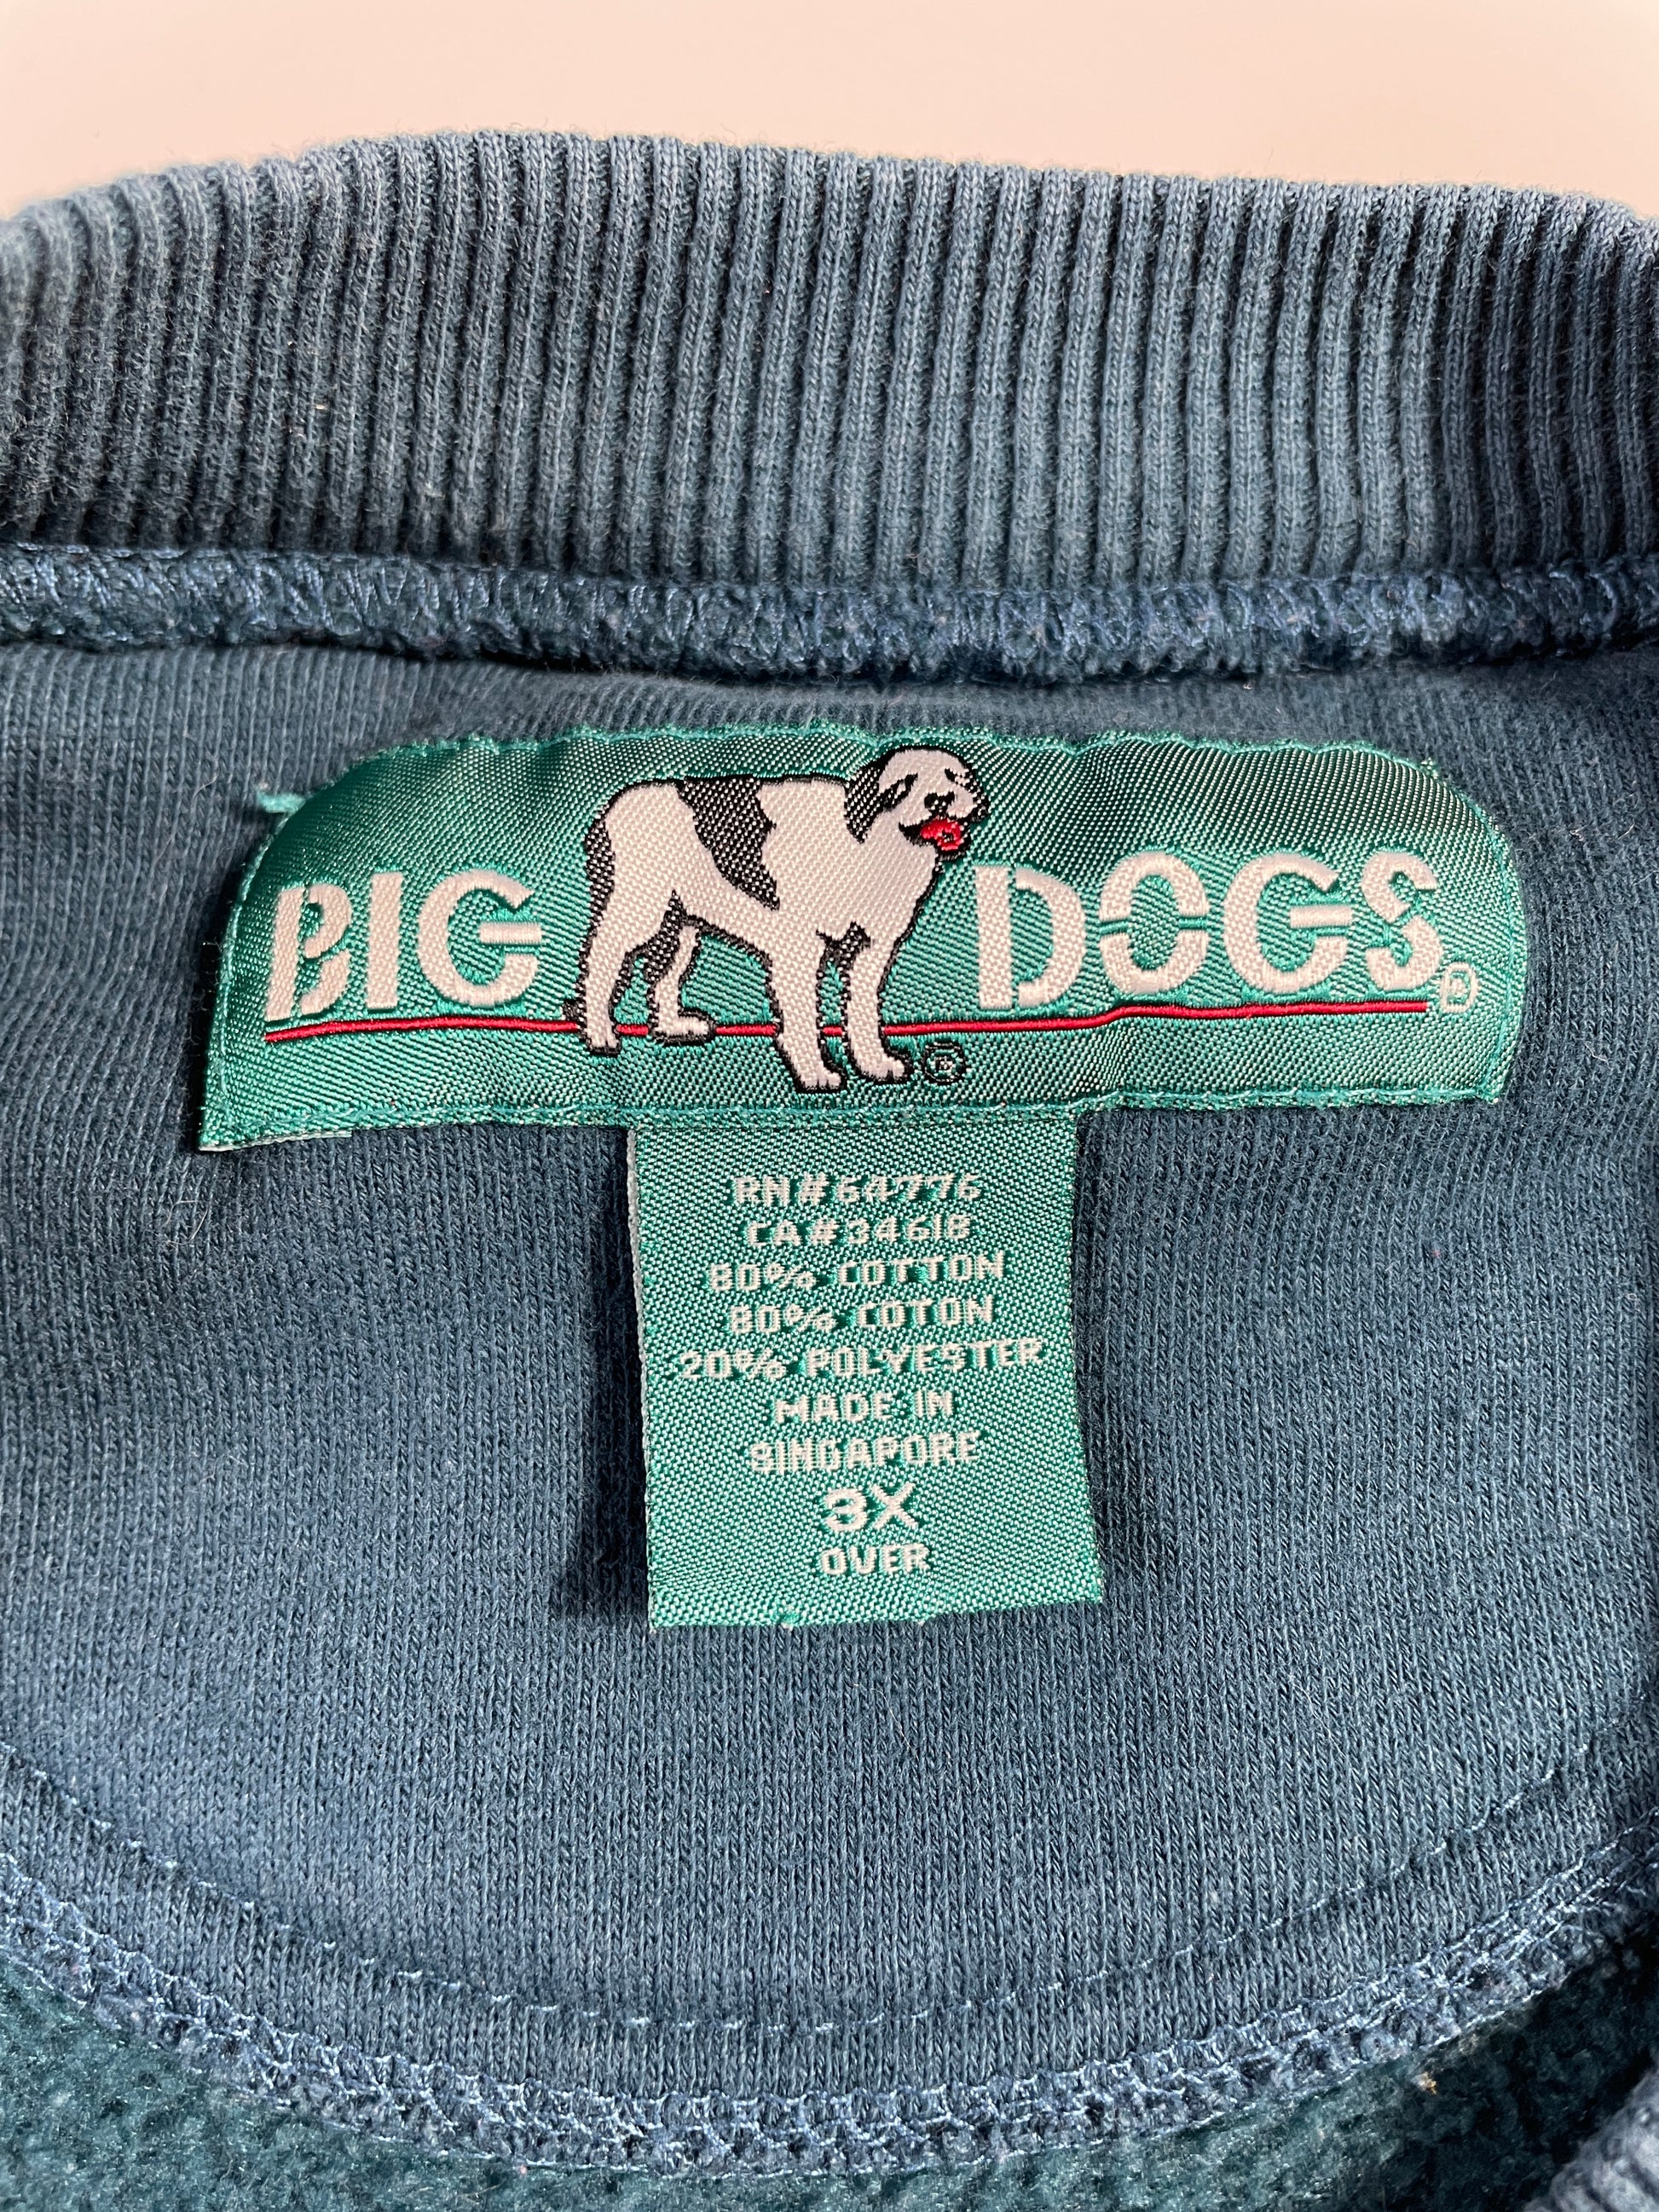 BIG DOGS®
®
RN#64776
CA#34618
80% COTTON
80% COTON
20% POLYESTER
MADE IN
SINGAPORE
3X
OVER